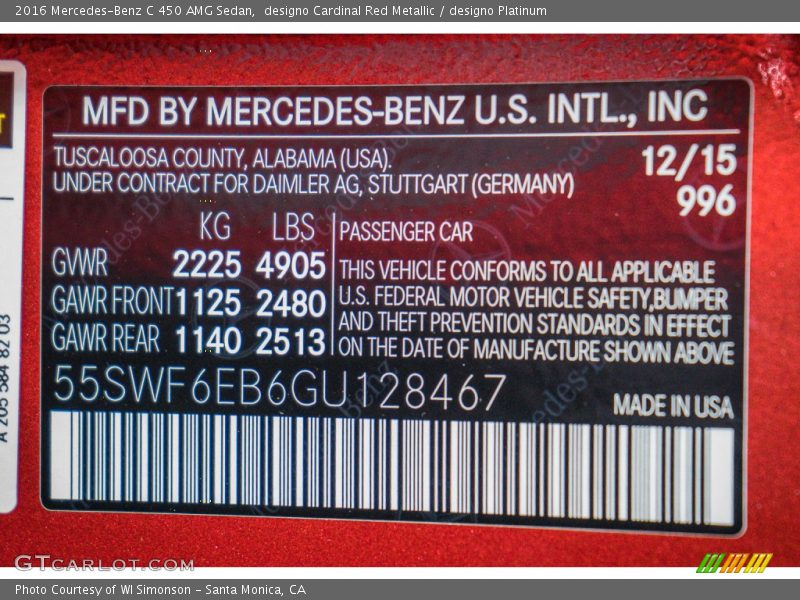 2016 Mercedes-Benz C 450 AMG Sedan,  designo Cardinal Red Metallic / designo Platinum
MFD BY MERCEDES-BENZ U.S. INTL., INC
TUSCALOOSA COUNTY, ALABAMA (USA).
12/15
UNDER CONTRACT FOR DAIMLER AG, STUTTGART (GERMANY)
996
KG LBS
PASSENGER CAR
GVWR 2225 4905
GAWR FRONT 1125 2480
GAWR REAR 1140 2513
THIS VEHICLE CONFORMS TO ALL APPLICABLE
U.S. FEDERAL MOTOR VEHICLE SAFETY,BUMPER
AND THEFT PREVENTION STANDARDS IN EFFECT
ON THE DATE OF MANUFACTURE SHOWN ABOVE
55SWF6EB6GU128467
MADE IN USA
A 205 584 82 03
GTCARLOT.COM
Photo Courtesy of WI Simonson - Santa Monica, CA